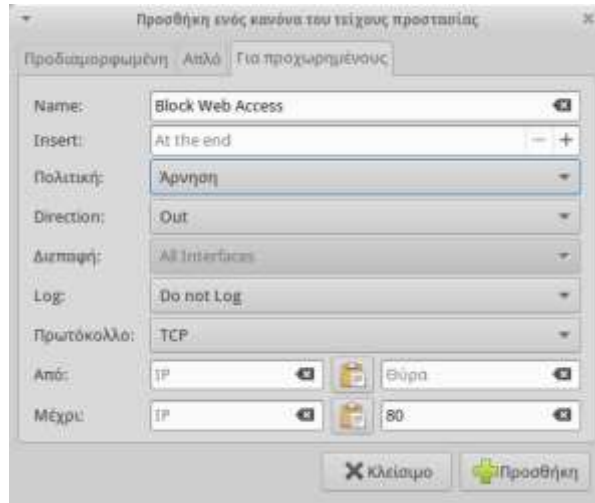 Προσθήκη ενός κανόνα του τείχους προστασίας
Προδιαμορφωμένη Απλό Για προχωρημένους
Name: Block Web Access
Insert: At the end
Πολιτική: Άρνηση
Direction: Out
Διεπαφή: All Interfaces
Log: Do not Log
Πρωτόκολλο: TCP
Από: IP Θύρα
Μέχρι: IP 80
Κλείσιμο Προσθήκη